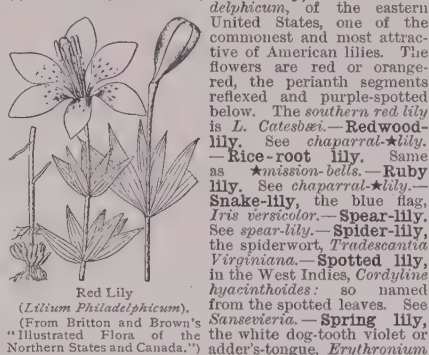 delphicum, of the eastern
United States, one of the
commonest and most attrac-
tive of American lilies. The
flowers are red or orange-
red, the perianth segments
reflexed and purple-spotted
below. The southern red lily
is L. Catesbæi.—Redwood-
lily. See chaparral-★lily.
—Rice-root lily. Same
as ★mission-bells.—Ruby
lily. See chaparral-★lily.—
Snake-lily, the blue flag,
Iris versicolor.—Spear-lily.
See spear-lily.—Spider-lily,
the spiderwort, Tradescantia
Virginiana.—Spotted lily,
in the West Indies, Cordyline
hyacinthoides: so named
from the spotted leaves. See
Sansevieria.—Spring lily,
the white dog-tooth violet or
adder's-tongue, Erythronium
Red Lily
(Lilium Philadelphicum).
(From Britton and Brown's
"Illustrated Flora of the
Northern States and Canada.")